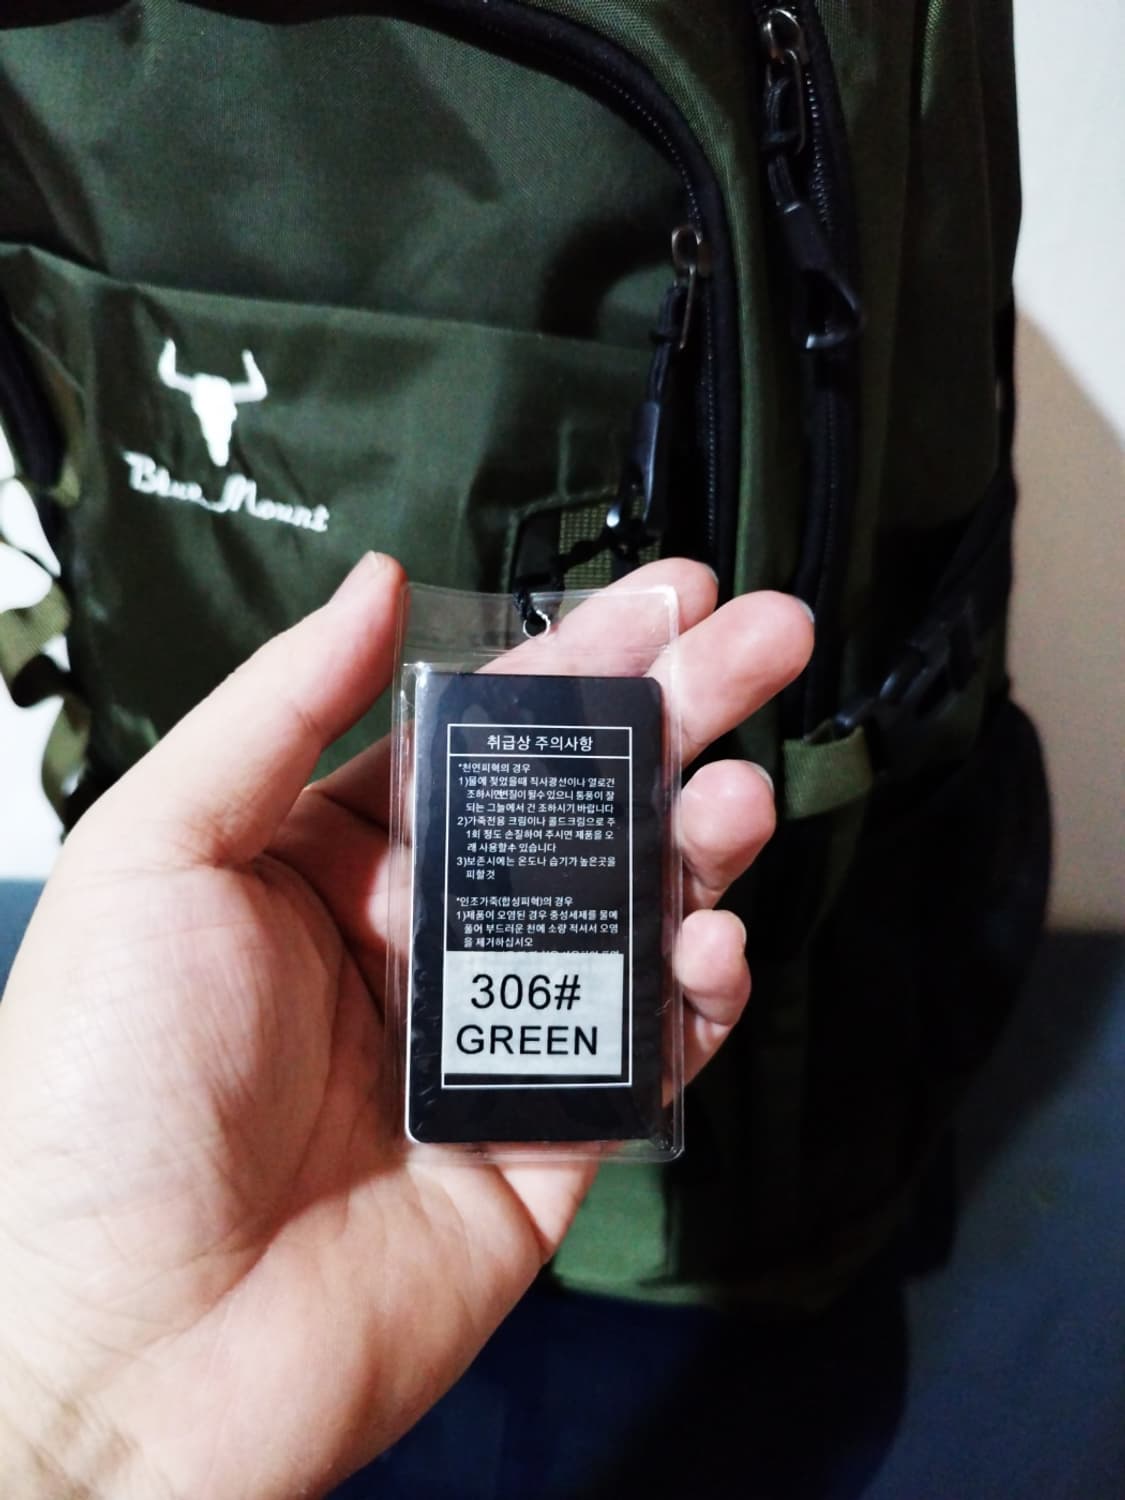 Blue Mount
취급상 주의사항
*천연피혁의 경우
1)물에 젖었을때 직사광선이나 열로건
조하시면변질이 될수 있으니 통풍이 잘
되는 그늘에서 건 조하시기 바랍니다
2)가죽전용 크림이나 콜드크림으로 주
1회 정도 손질하여 주시면 제품을 오
래 사용할수 있습니다
3)보존시에는 온도나 습기가 높은곳을
피할것
*인조가죽(합성피혁)의 경우
1)제품이 오염된 경우 중성세제를 물에
풀어 부드러운 천에 소량 적셔서 오염
을 제거하십시오
306#
GREEN